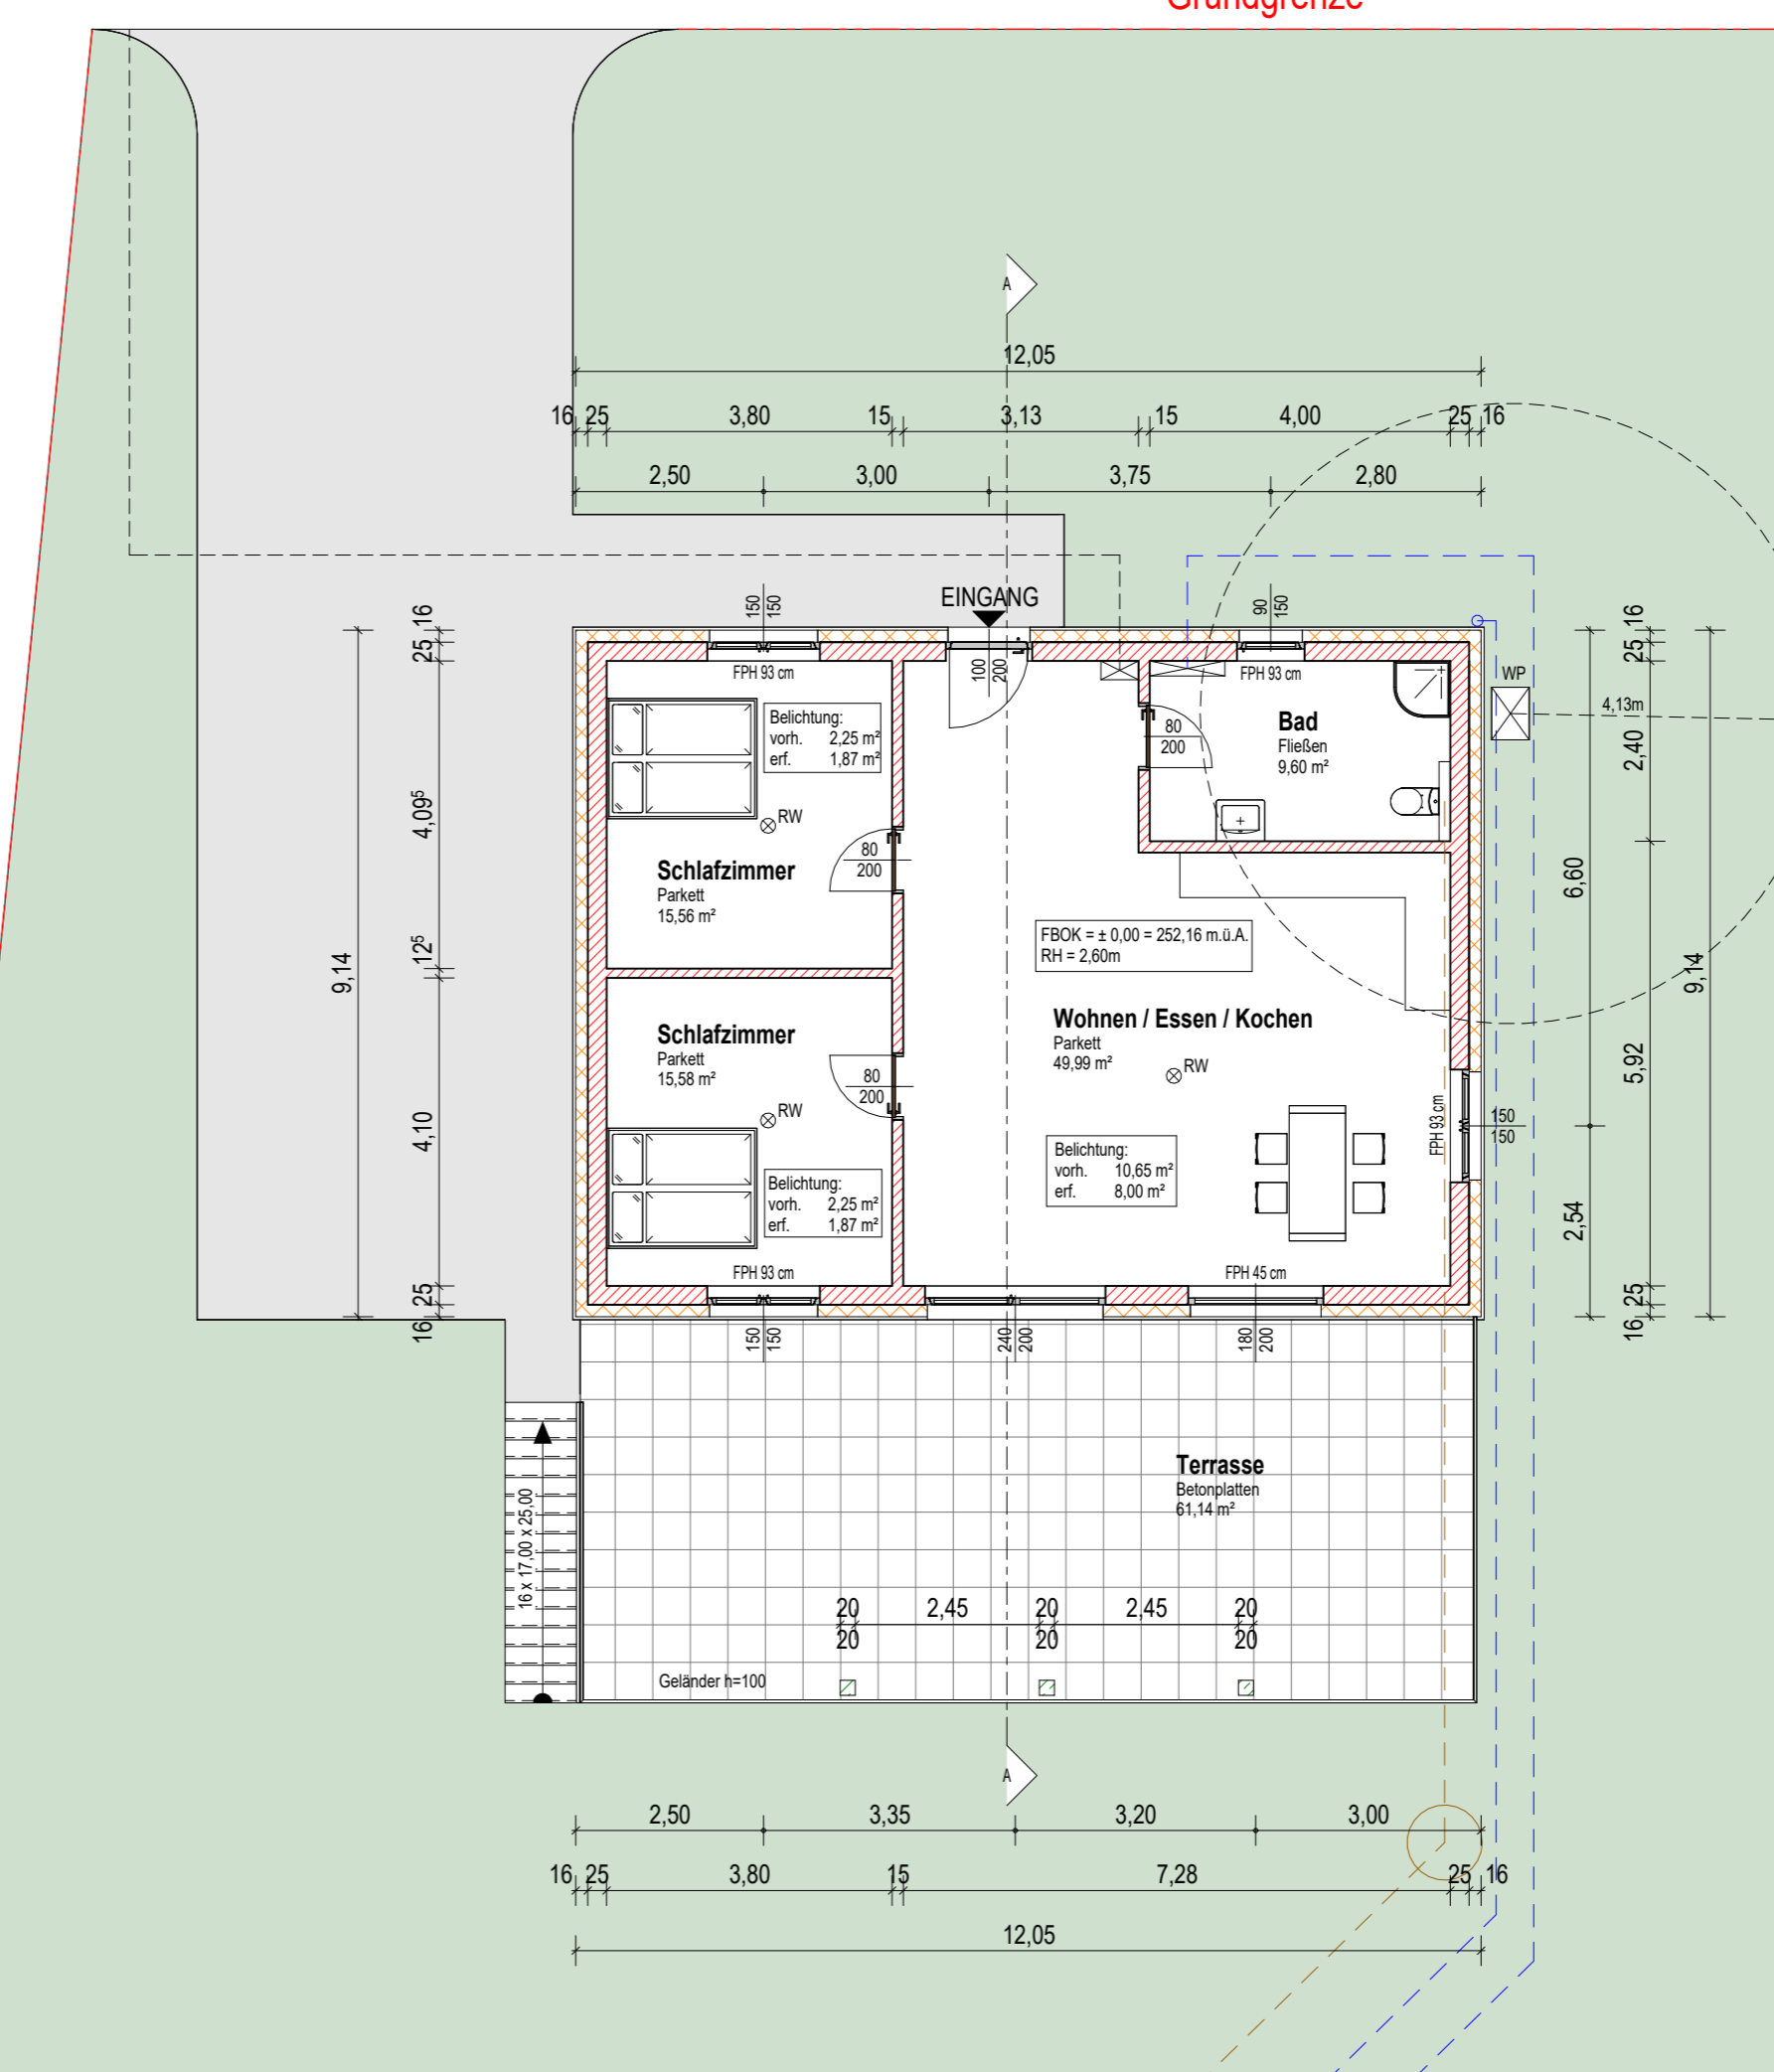 Grundgrenze
A
12,05
16 25 3,80 15 3,13 15 4,00 25 16
2,50 3,00 3,75 2,80
EINGANG
150
150
100
200
90
150
FPH 93 cm
FPH 93 cm
WP
4,13m
Belichtung:
vorh. 2,25 m²
erf. 1,87 m²
RW
80
200
Bad
Fließen
9,60 m²
80
200
Schlafzimmer
Parkett
15,56 m²
FBOK = ± 0,00 = 252,16 m.ü.A.
RH = 2,60m
Wohnen / Essen / Kochen
Parkett
49,99 m²
RW
Schlafzimmer
Parkett
15,58 m²
80
200
RW
Belichtung:
vorh. 10,65 m²
erf. 8,00 m²
Belichtung:
vorh. 2,25 m²
erf. 1,87 m²
FPH 93 cm
150
150
FPH 93 cm
FPH 45 cm
150
150
240
200
180
200
9,14
16 25 4,09⁵ 12⁵ 4,10 25 16
6,60 2,54
16 25 2,40 5,92 25 16
9,14
Terrasse
Betonplatten
61,14 m²
16 x 17,00 x 25,00
20 2,45 20 2,45 20
20 20 20
Geländer h=100
A
2,50 3,35 3,20 3,00
16 25 3,80 15 7,28 25 16
12,05